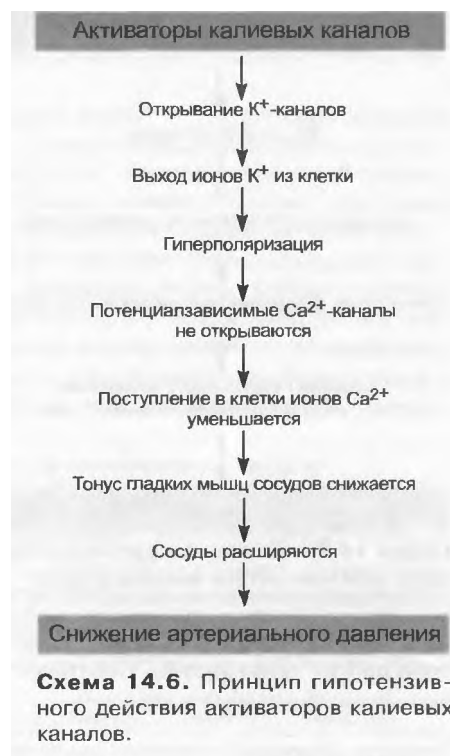 Активаторы калиевых каналов
Открывание K⁺-каналов
Выход ионов K⁺ из клетки
Гиперполяризация
Потенциалзависимые Ca²⁺-каналы
не открываются
Поступление в клетки ионов Ca²⁺
уменьшается
Тонус гладких мышц сосудов снижается
Сосуды расширяются
Снижение артериального давления
Схема 14.6. Принцип гипотензив-
ного действия активаторов калиевых
каналов.